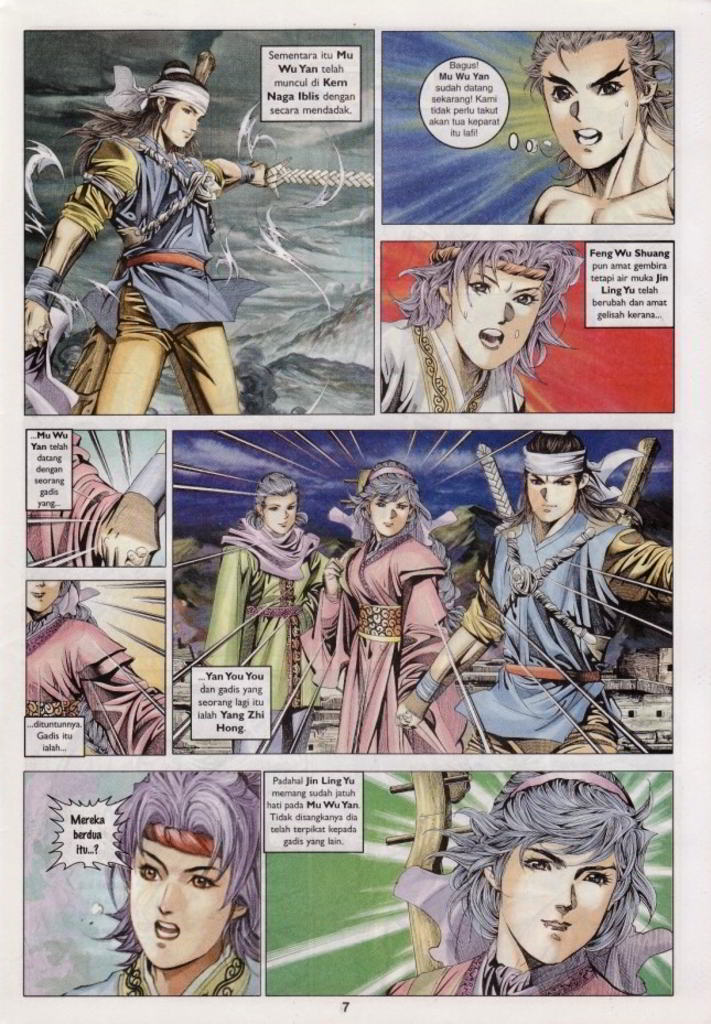 Sementara itu Mu
Wu Yan telah
muncul di Kem
Naga Iblis dengan
secara mendadak.
Bagus!
Mu Wu Yan
sudah datang
sekarang! Kami
tidak perlu takut
akan tua keparat
itu lafi!
Feng Wu Shuang
pun amat gembira
tetapi air muka Jin
Ling Yu telah
berubah dan amat
gelisah kerana...
...Mu Wu
Yan telah
datang
dengan
seorang
gadis
yang...
...dituntunnya.
Gadis itu
ialah...
...Yan You You
dan gadis yang
seorang lagi itu
ialah Yang Zhi
Hong.
Mereka
berdua
itu...?
Padahal Jin Ling Yu
memang sudah jatuh
hati pada Mu Wu Yan.
Tidak disangkanya dia
telah terpikat kepada
gadis yang lain.
7